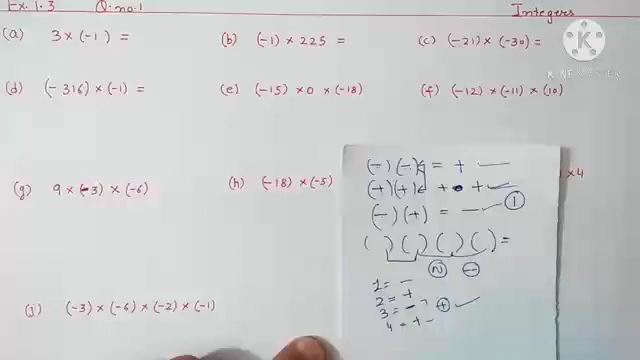 Ex. 1.3 Q. no. 1 Integers
(a) 3 × (-1) = (b) (-1) × 225 = (c) (-21) × (-30) =
(d) (-316) × (-1) = (e) (-15) × 0 × (-18) (f) (-12) × (-11) × (10)
(g) 9 × (-3) × (-6) (h) (-18) × (-5) × 4
(j) (-3) × (-6) × (-2) × (-1)
(-)(-) = +
(+)(+) + +
(-)(+) = - 1
( ) ( ) ( ) ( ) =
1 = -
2 = +
3 = - +
4 = +